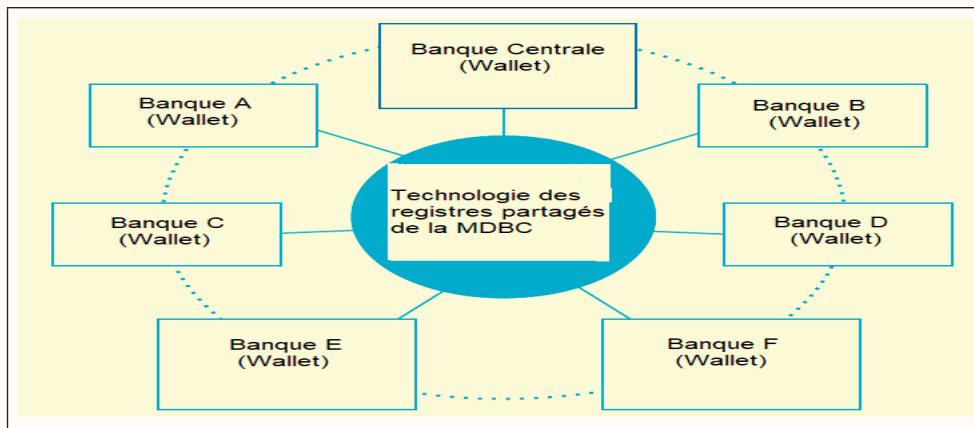 Banque Centrale
(Wallet)
Banque A
(Wallet)
Banque B
(Wallet)
Technologie des
registres partagés
de la MDBC
Banque C
(Wallet)
Banque D
(Wallet)
Banque E
(Wallet)
Banque F
(Wallet)